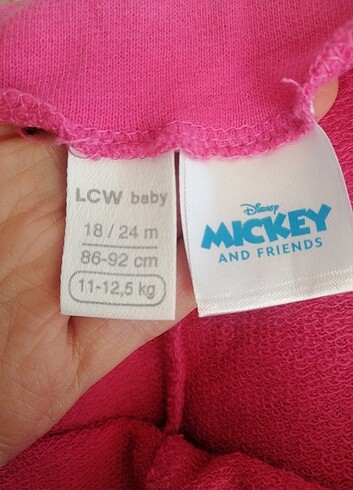 LCW baby
18 / 24 m
86-92 cm
11-12,5 kg
Disney
MICKEY
AND FRIENDS